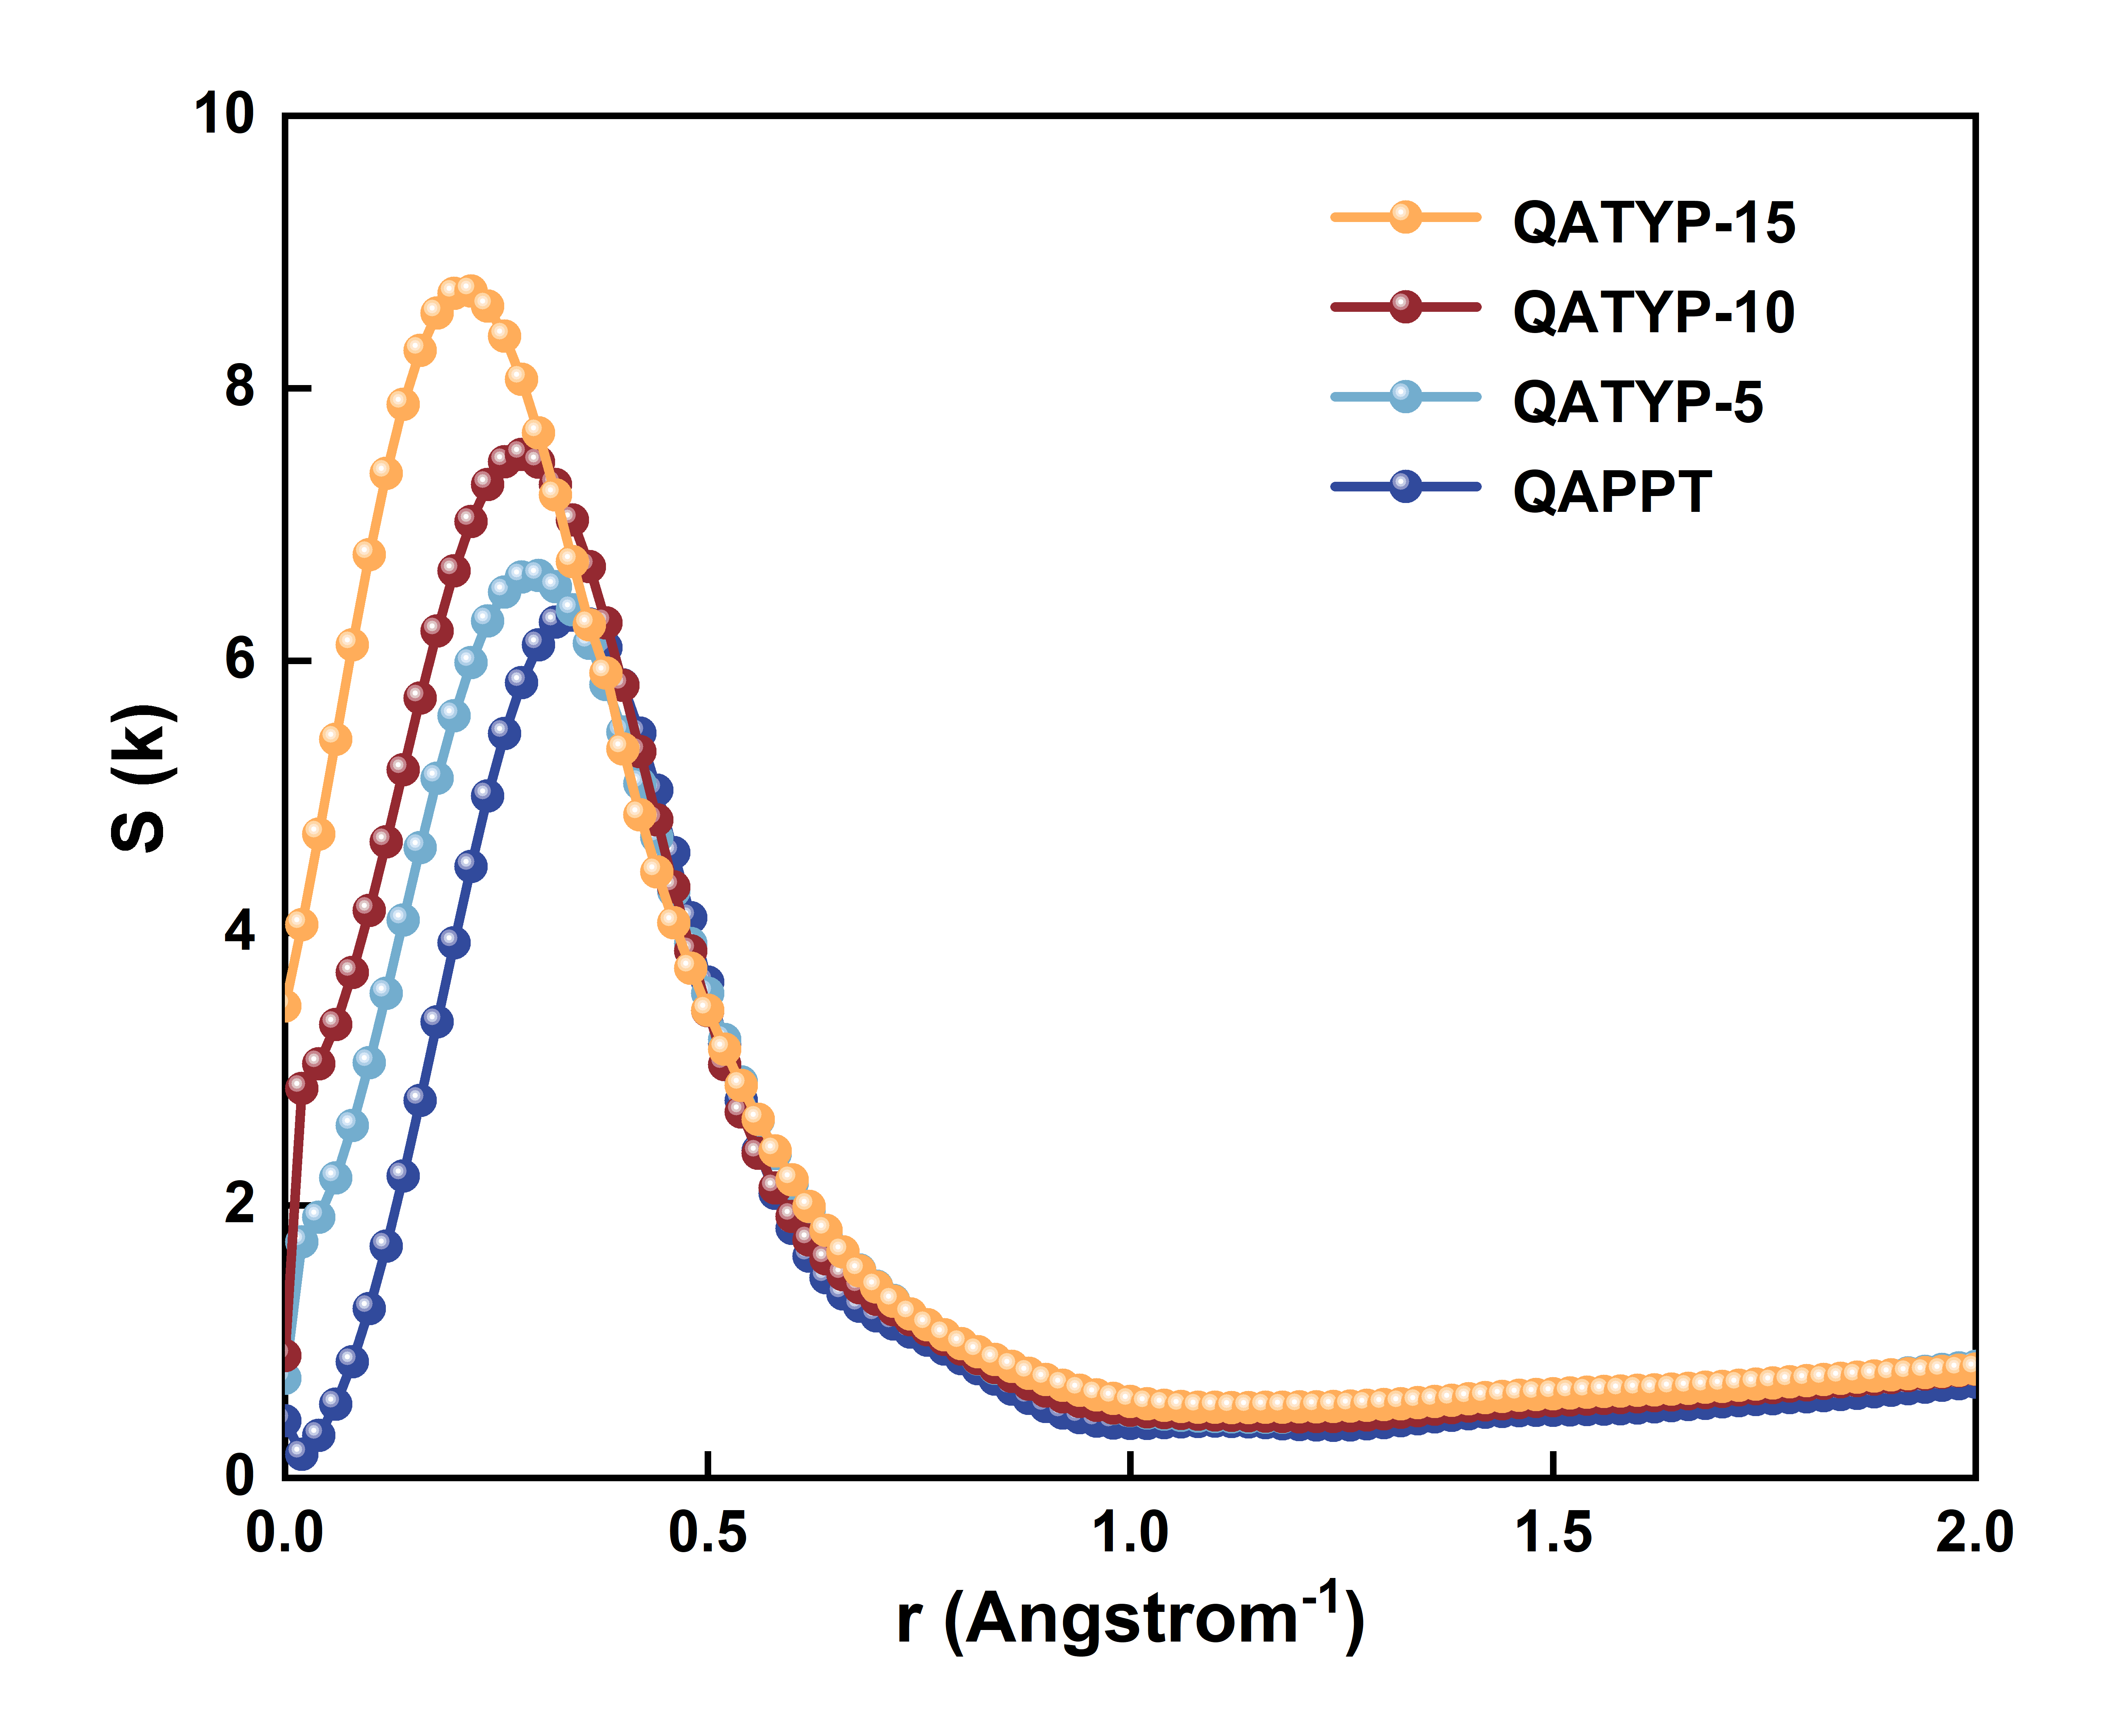 10
8
6
4
2
0
S (k)
QATYP-15
QATYP-10
QATYP-5
QAPPT
0.0 0.5 1.0 1.5 2.0
r (Angstrom⁻¹)